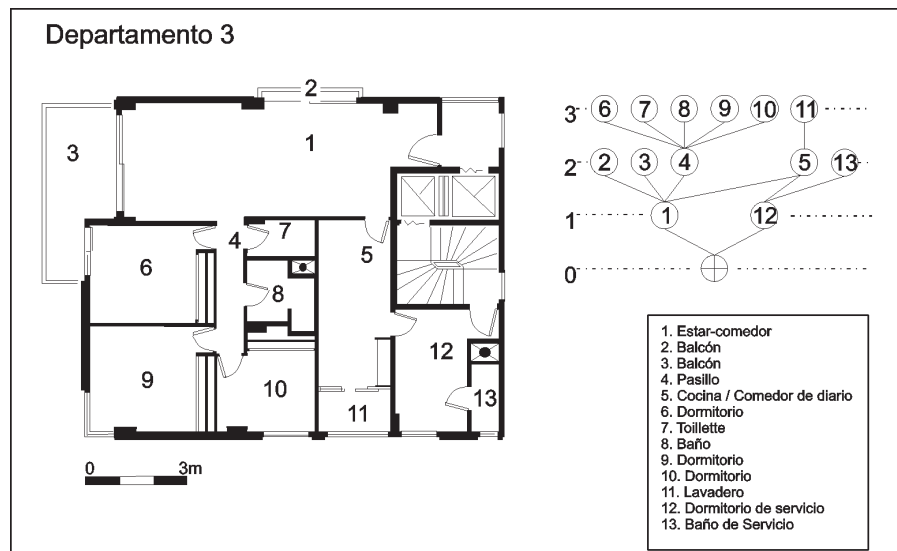 Departamento 3
2
3
1
4
7
5
6
8
12
9
10
11
13
0 3m
3 6 7 8 9 10 11
2 2 3 4 5 13
1 1 12
0
1. Estar-comedor
2. Balcón
3. Balcón
4. Pasillo
5. Cocina / Comedor de diario
6. Dormitorio
7. Toillette
8. Baño
9. Dormitorio
10. Dormitorio
11. Lavadero
12. Dormitorio de servicio
13. Baño de Servicio